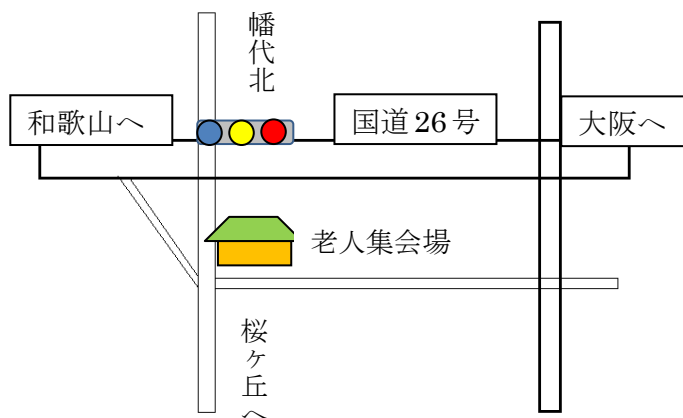 幡代北
和歌山へ
国道26号
大阪へ
老人集会場
桜ヶ丘へ